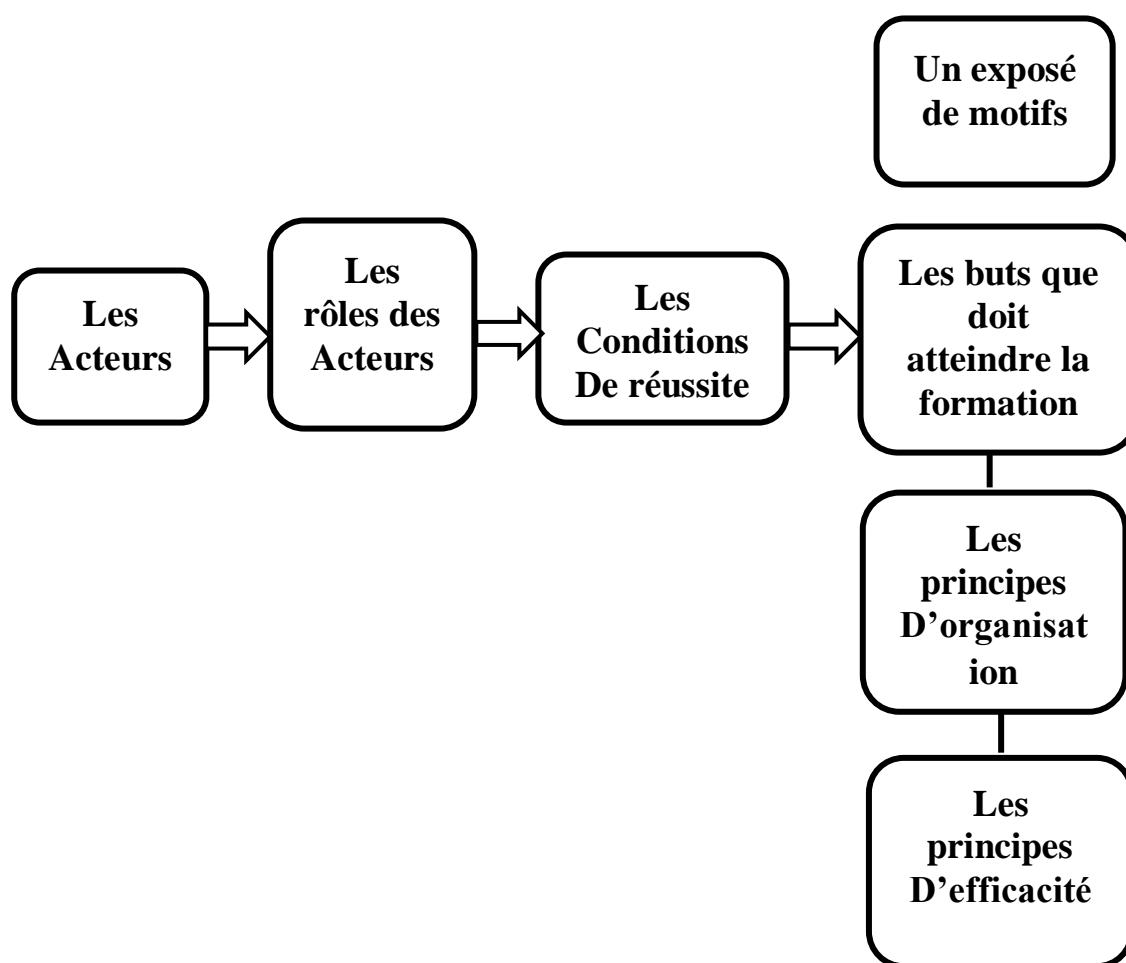 Un exposé
de motifs
Les
Acteurs
Les
rôles des
Acteurs
Les
Conditions
De réussite
Les buts que
doit
atteindre la
formation
Les
principes
D’organisat
ion
Les
principes
D’efficacité